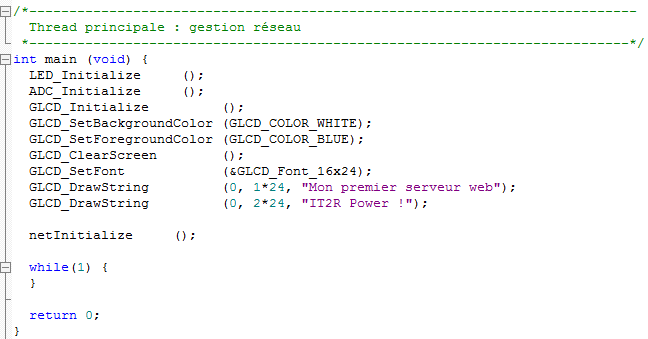 /*----------------------------------------------------------------------------
  Thread principale : gestion réseau
 *---------------------------------------------------------------------------*/
int main (void) {
  LED_Initialize     ();
  ADC_Initialize     ();
  GLCD_Initialize         ();
  GLCD_SetBackgroundColor (GLCD_COLOR_WHITE);
  GLCD_SetForegroundColor (GLCD_COLOR_BLUE);
  GLCD_ClearScreen        ();
  GLCD_SetFont            (&GLCD_Font_16x24);
  GLCD_DrawString         (0, 1*24, "Mon premier serveur web");
  GLCD_DrawString         (0, 2*24, "IT2R Power !");

  netInitialize     ();

  while(1) {
  }

  return 0;
}